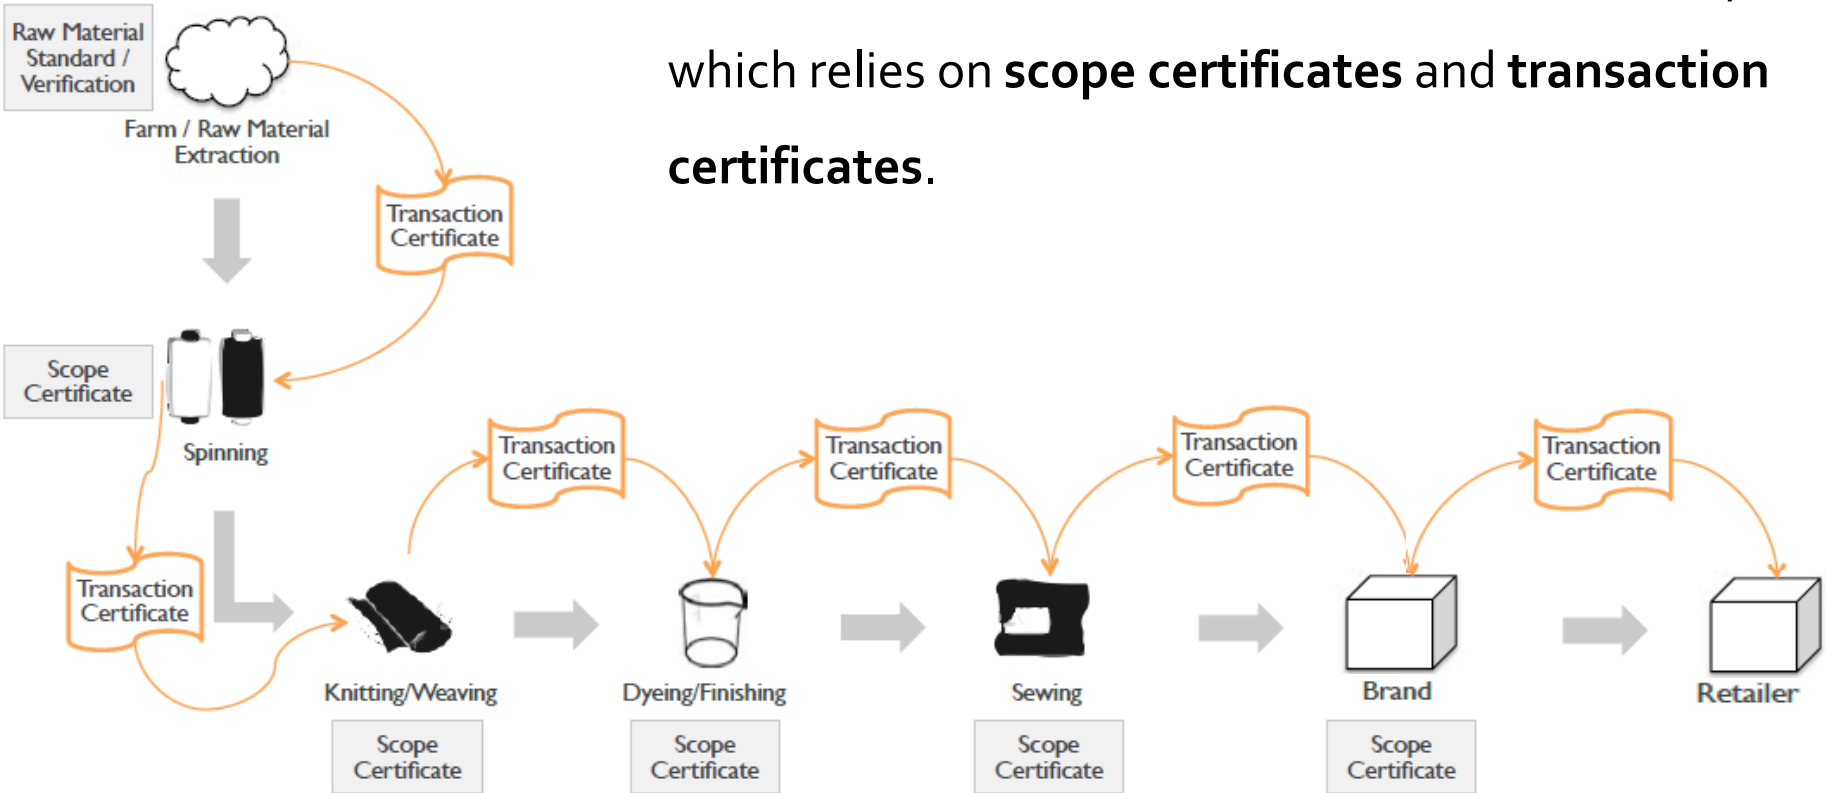 Raw Material
Standard /
Verification
Farm / Raw Material
Extraction
which relies on scope certificates and transaction
certificates.
Transaction
Certificate
Scope
Certificate
Spinning
Transaction
Certificate
Transaction
Certificate
Transaction
Certificate
Transaction
Certificate
Transaction
Certificate
Knitting/Weaving
Dyeing/Finishing
Sewing
Brand
Retailer
Scope
Certificate
Scope
Certificate
Scope
Certificate
Scope
Certificate